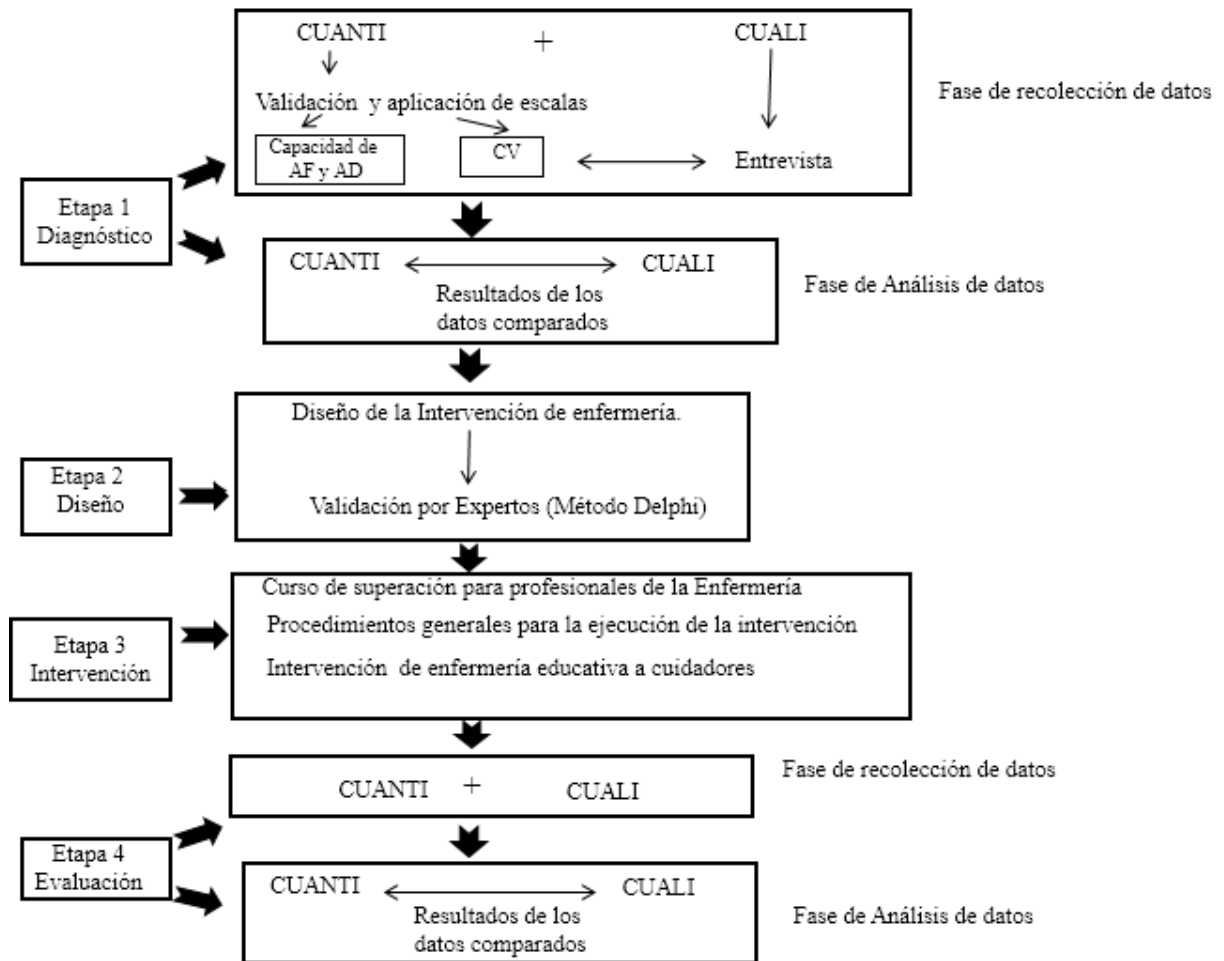 CUANTI + CUALI
Validación y aplicación de escalas
Capacidad de
AF y AD
CV
Entrevista
Fase de recolección de datos
Etapa 1
Diagnóstico
CUANTI CUALI
Resultados de los
datos comparados
Fase de Análisis de datos
Diseño de la Intervención de enfermería.
Etapa 2
Diseño
Validación por Expertos (Método Delphi)
Curso de superación para profesionales de la Enfermería
Procedimientos generales para la ejecución de la intervención
Intervención de enfermería educativa a cuidadores
Etapa 3
Intervención
CUANTI + CUALI
Fase de recolección de datos
Etapa 4
Evaluación
CUANTI CUALI
Resultados de los
datos comparados
Fase de Análisis de datos